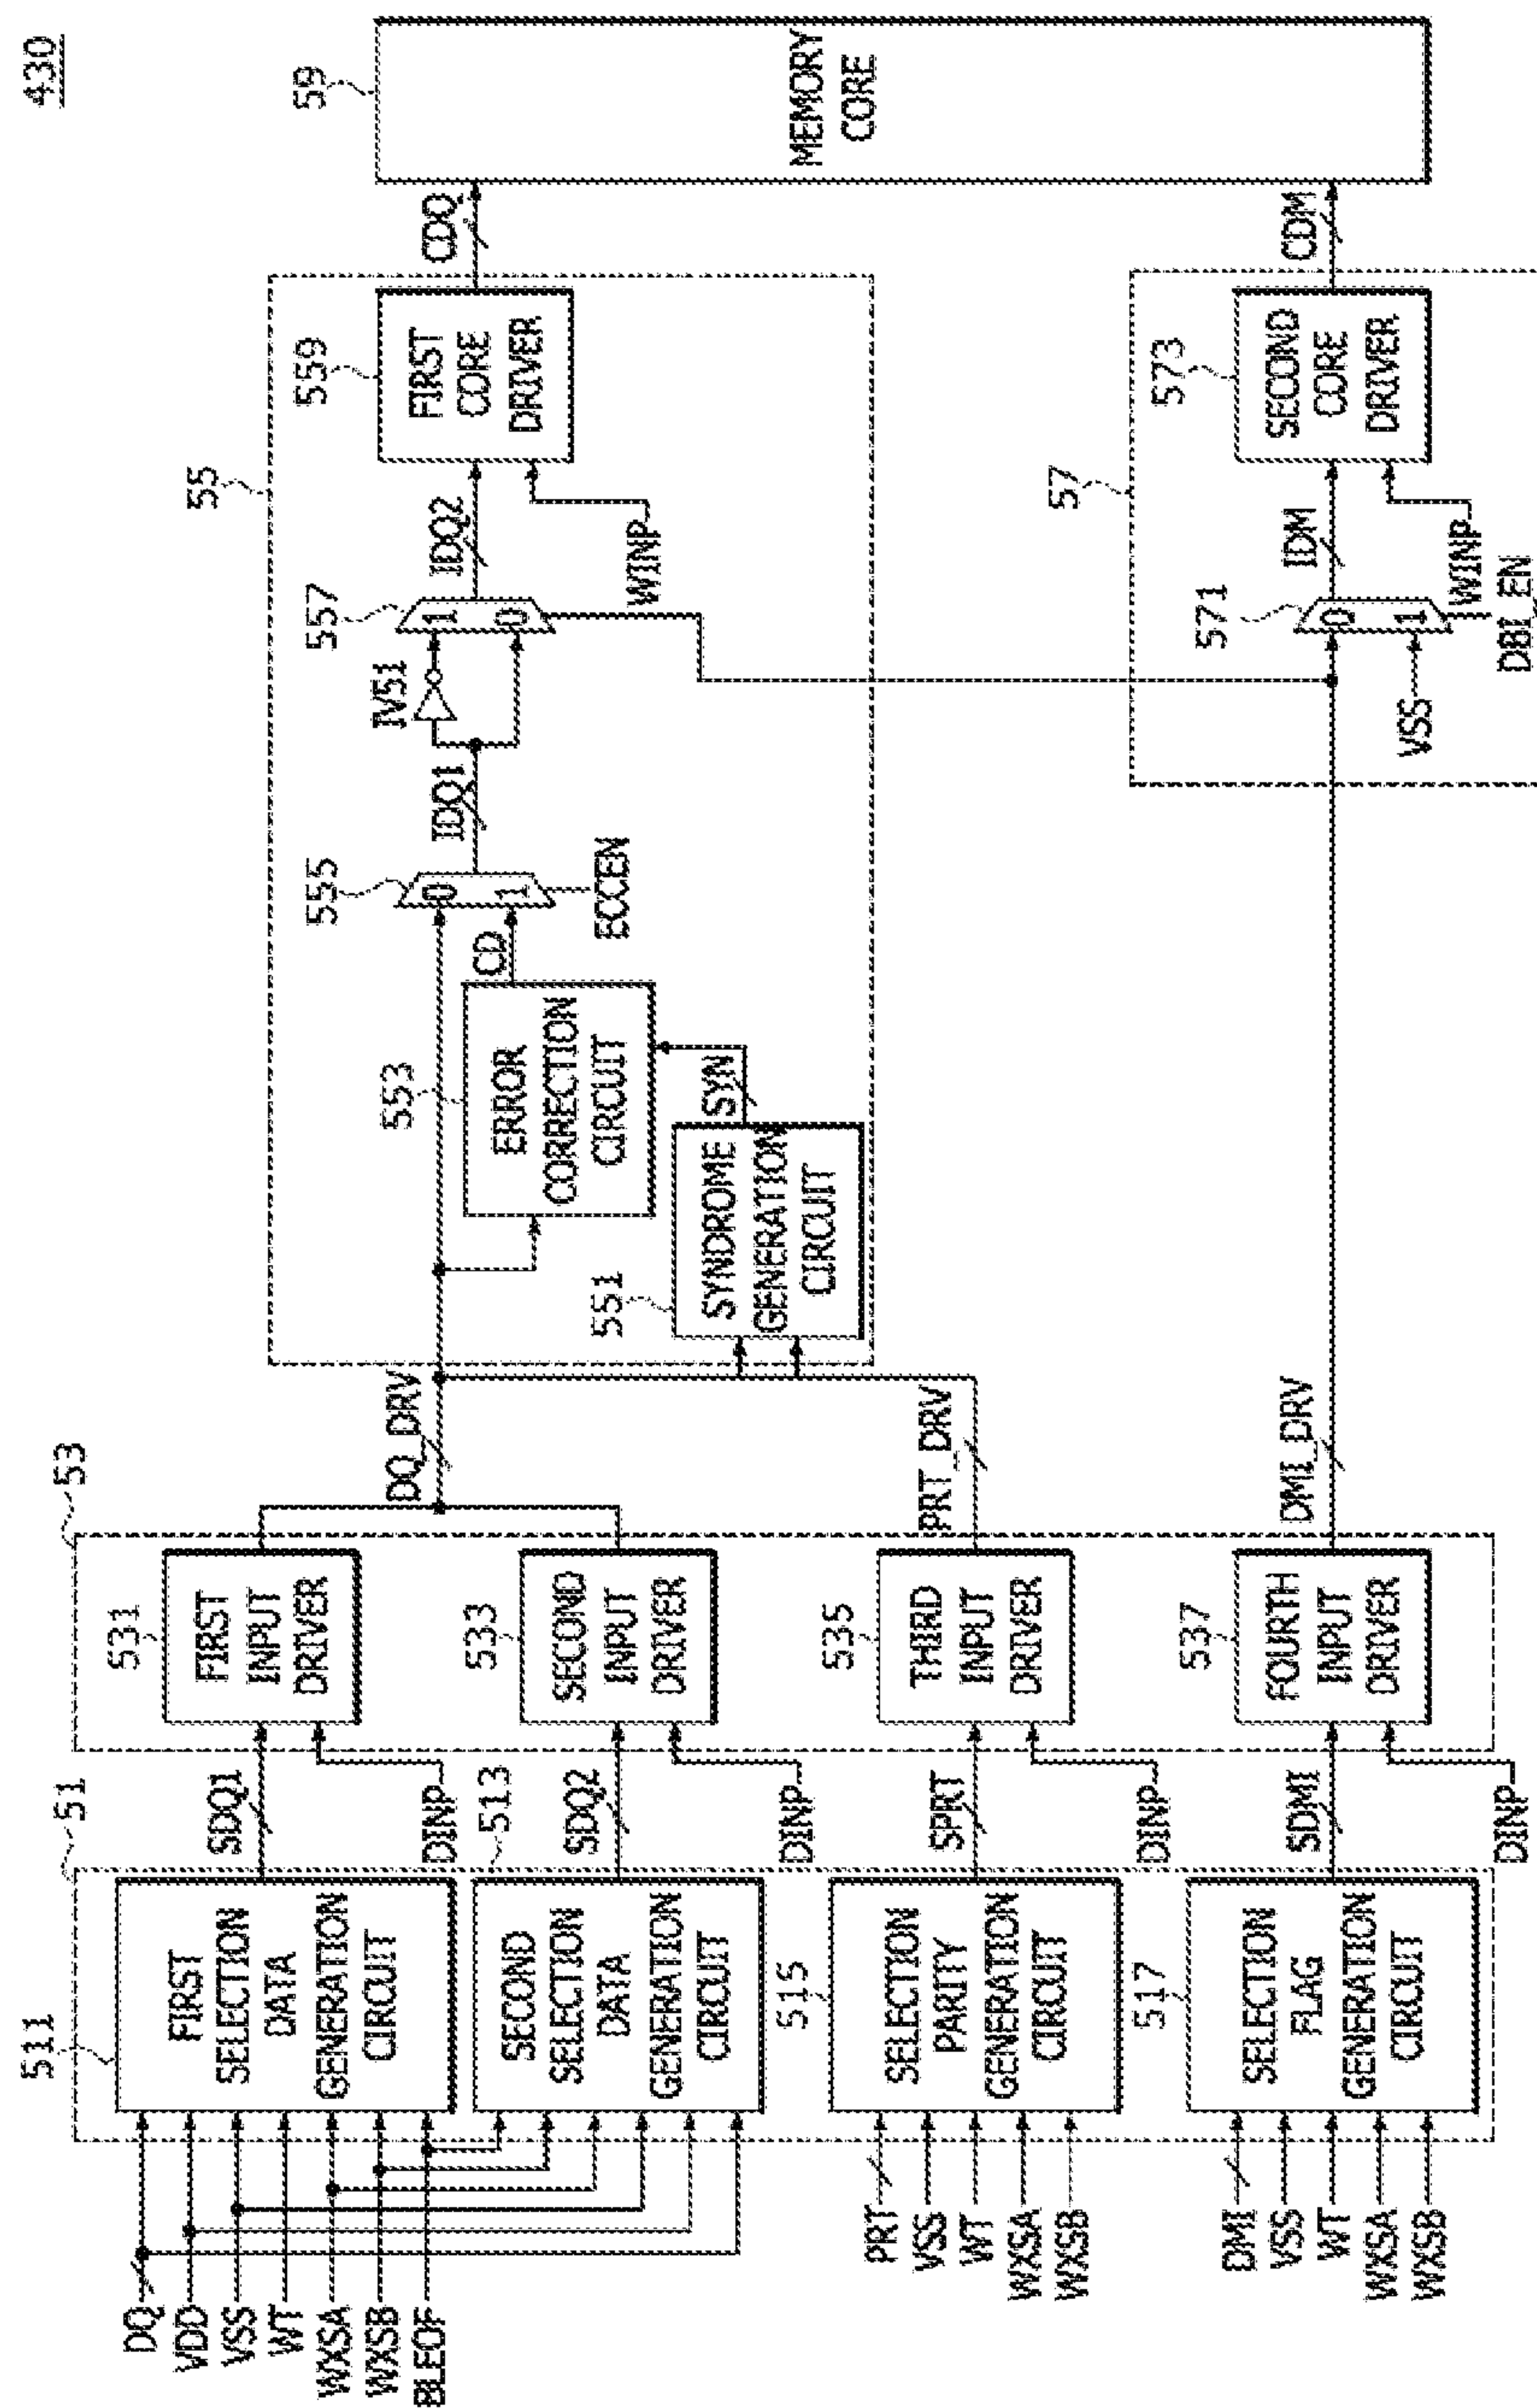 430
51
511
FIRST
SELECTION
DATA
GENERATION
CIRCUIT
DQ
VDD
VSS
WT
WXSA
WXSB
BLEOF
513
SECOND
SELECTION
DATA
GENERATION
CIRCUIT
515
SELECTION
PARITY
GENERATION
CIRCUIT
PRT
VSS
WT
WXSA
WXSB
517
SELECTION
FLAG
GENERATION
CIRCUIT
DMI
VSS
WT
WXSA
WXSB
SDQ1
DINP
SDQ2
DINP
SPRT
DINP
SDMI
DINP
53
531
FIRST
INPUT
DRIVER
533
SECOND
INPUT
DRIVER
535
THIRD
INPUT
DRIVER
537
FOURTH
INPUT
DRIVER
DQ_DRV
PRT_DRV
DMI_DRV
55
551
SYNDROME
GENERATION
CIRCUIT
SYN
553
ERROR
CORRECTION
CIRCUIT
CD
555
0
1
ECCEN
IDQ1
IV51
557
1
0
IDQ2
WINP
559
FIRST
CORE
DRIVER
CDQ
57
571
0
1
VSS
DBI_EN
IDM
WINP
573
SECOND
CORE
DRIVER
CDM
59
MEMORY
CORE